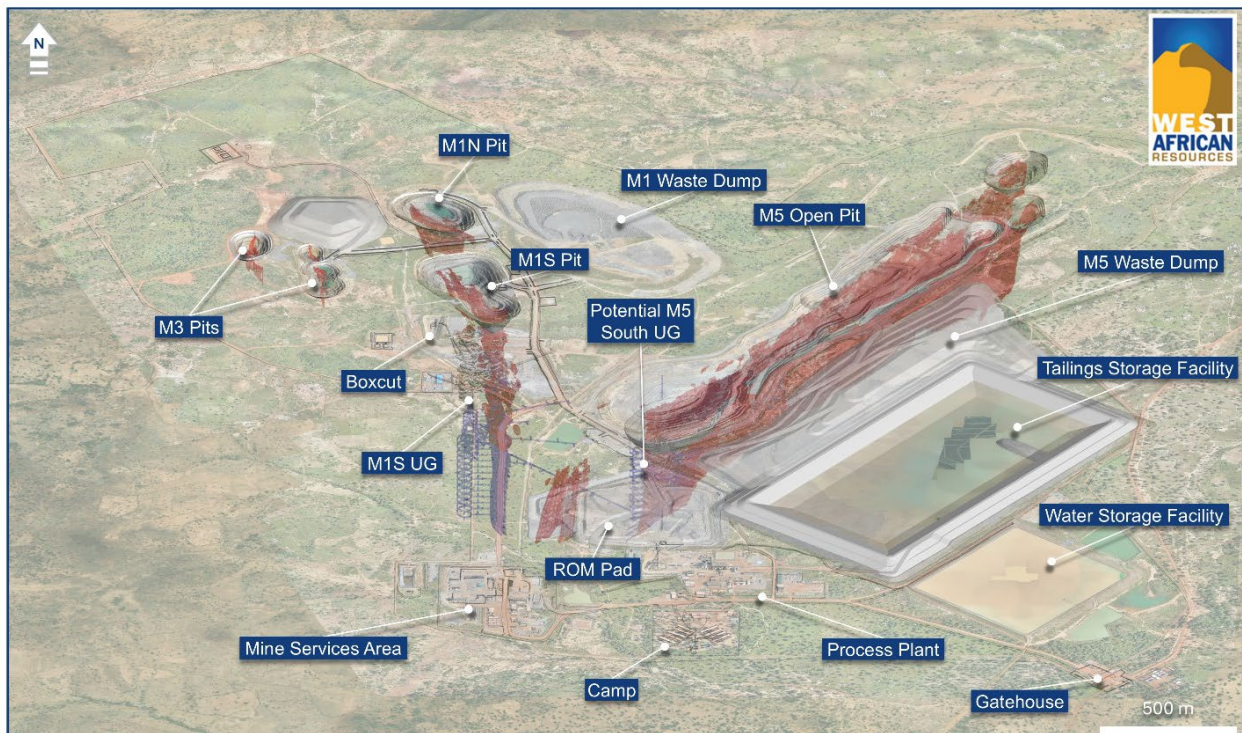 N
WEST
AFRICAN
RESOURCES
M1N Pit
M1 Waste Dump
M5 Open Pit
M1S Pit
M5 Waste Dump
Potential M5
South UG
M3 Pits
Boxcut
Tailings Storage Facility
M1S UG
Water Storage Facility
ROM Pad
Mine Services Area
Process Plant
Camp
Gatehouse
500 m